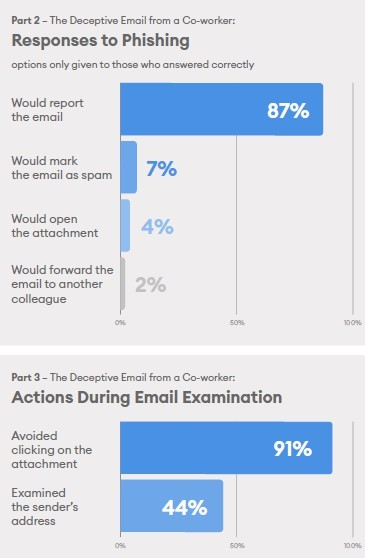 Part 2 – The Deceptive Email from a Co-worker:
Responses to Phishing
options only given to those who answered correctly
Would report
the email
87%
Would mark
the email as spam
7%
Would open
the attachment
4%
Would forward the
email to another
colleague
2%
0%
50%
100%
Part 3 – The Deceptive Email from a Co-worker:
Actions During Email Examination
Avoided
clicking on the
attachment
91%
Examined
the sender's
address
44%
0%
50%
100%